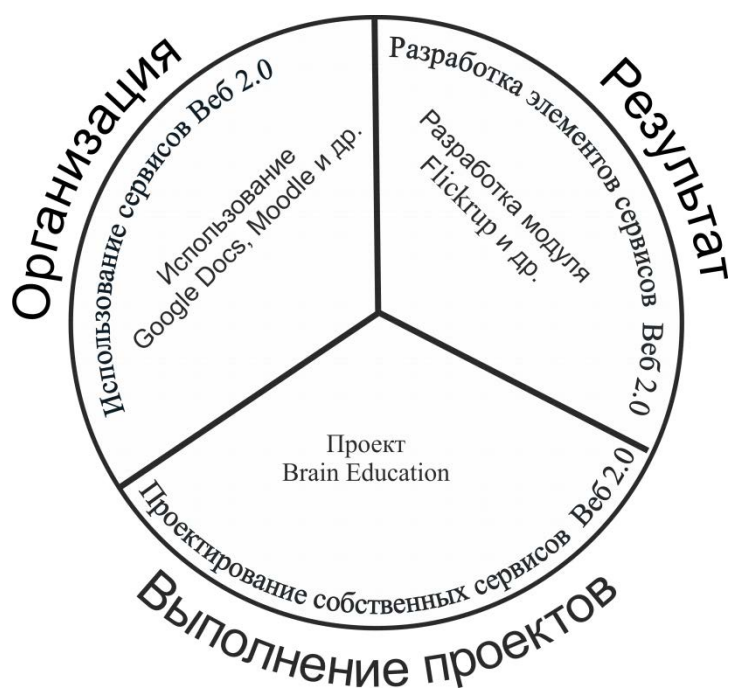 Организация
Использование сервисов Веб 2.0
Использование
Google Docs, Moodle и др.
Результат
Разработка элементов сервисов Веб 2.0
Разработка модуля
Flickrup и др.
Проект
Brain Education
Проектирование собственных сервисов Веб 2.0
Выполнение проектов